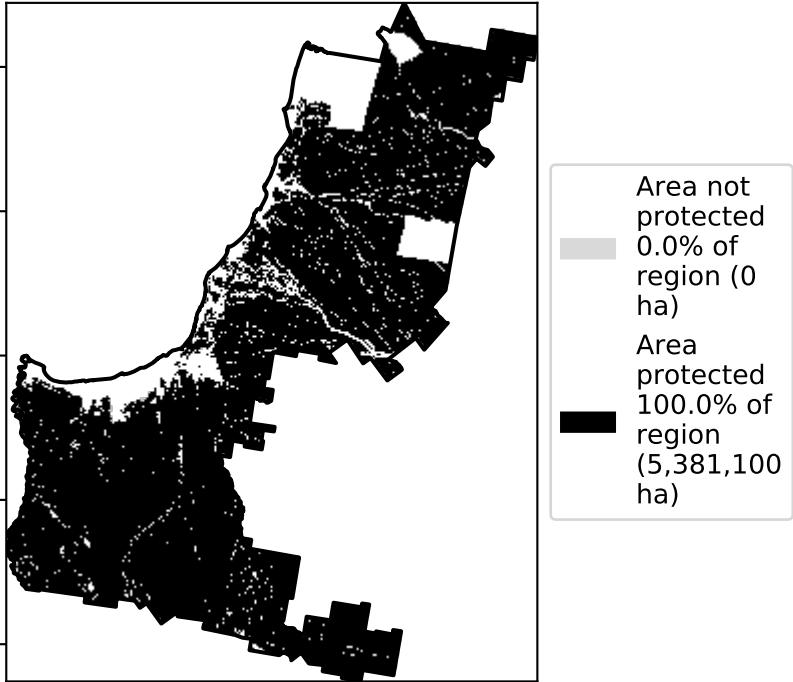 Area not
protected
0.0% of
region (0
ha)
Area
protected
100.0% of
region
(5,381,100
ha)